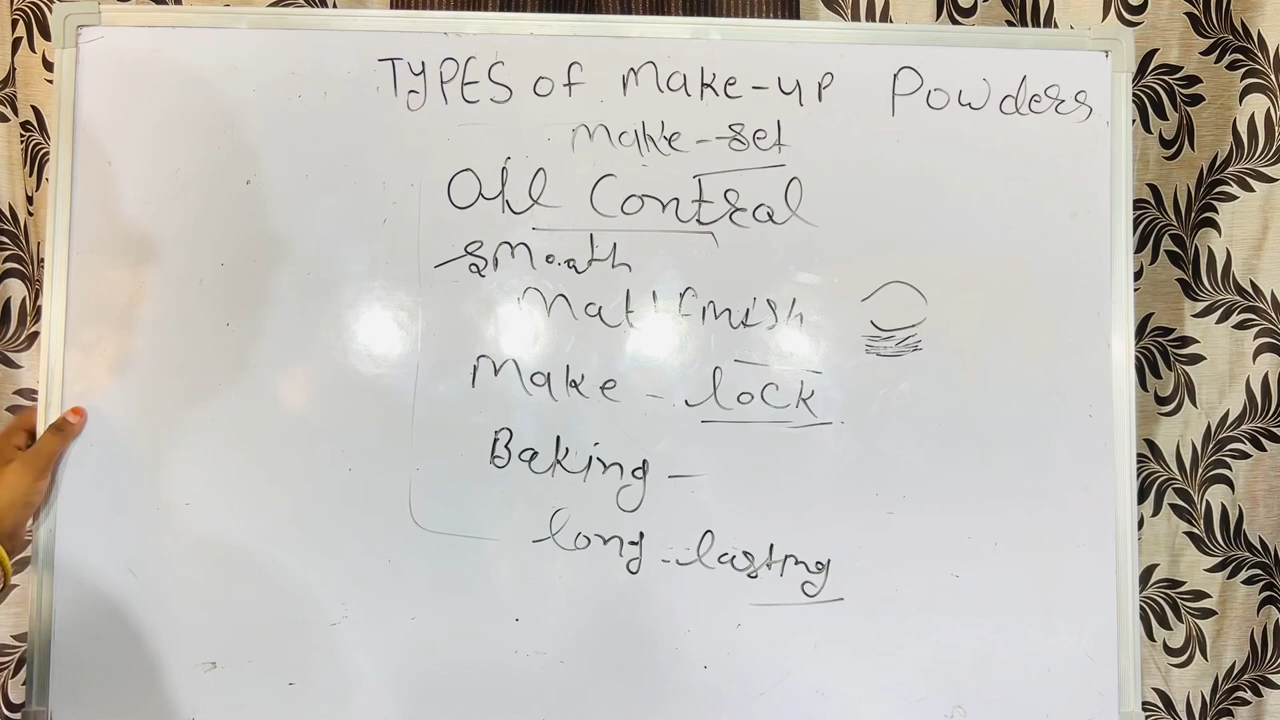 TYPES of Make-up Powders
Make-set
Oil Control
Smooth
Matt finish
Make - lock
Baking -
long-lasting